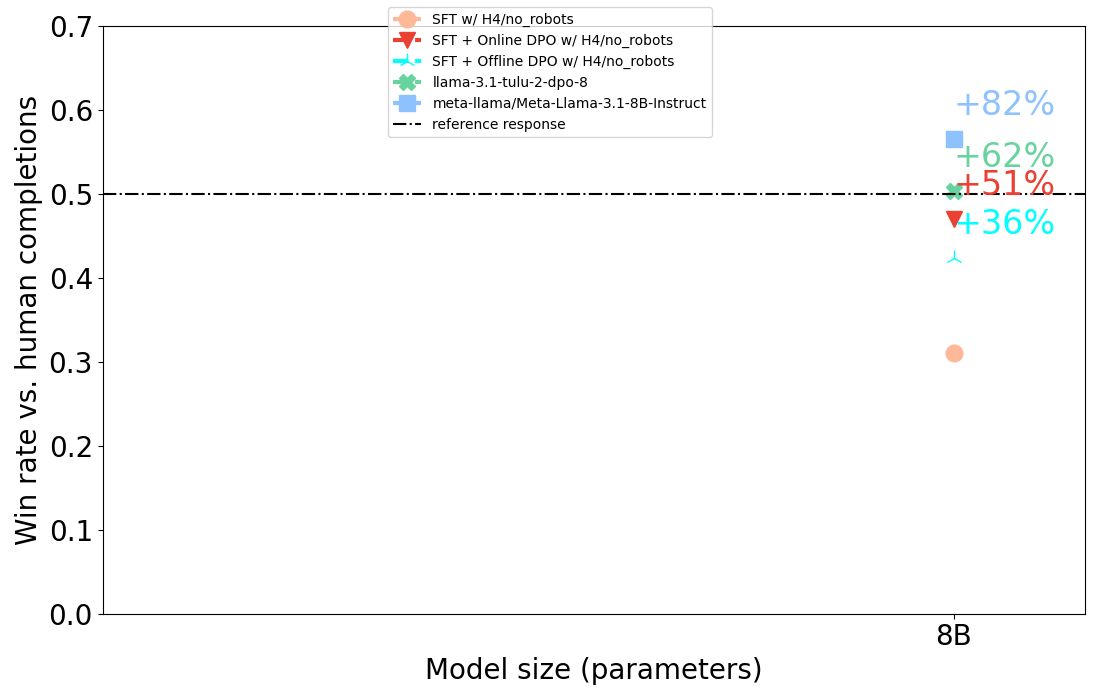 SFT w/ H4/no_robots
SFT + Online DPO w/ H4/no_robots
SFT + Offline DPO w/ H4/no_robots
llama-3.1-tulu-2-dpo-8
meta-llama/Meta-Llama-3.1-8B-Instruct
reference response
0.7
0.6
0.5
0.4
0.3
0.2
0.1
0.0
Win rate vs. human completions
+82%
+62%
+51%
+36%
8B
Model size (parameters)